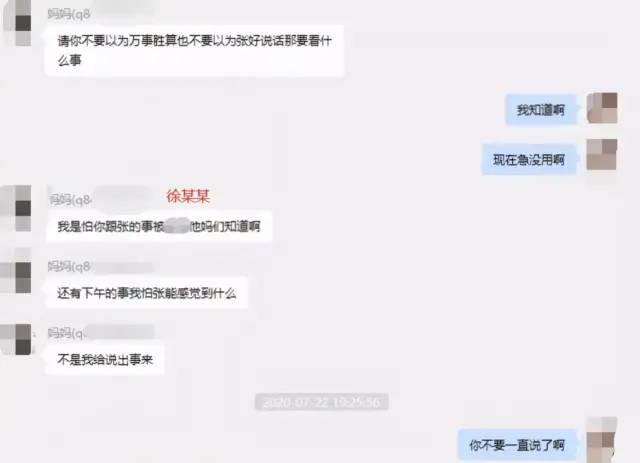 妈妈(q8
请你不要以为万事胜算也不要以为张好说话那要看什
么事
我知道啊
现在急没用啊
妈妈(q8 徐某某
我是怕你跟张的事被 他妈们知道啊
妈妈(q8
还有下午的事我怕张能感觉到什么
妈妈(q8
不是我给说出事来
2020-07-22 19:25:56
你不要一直说了啊